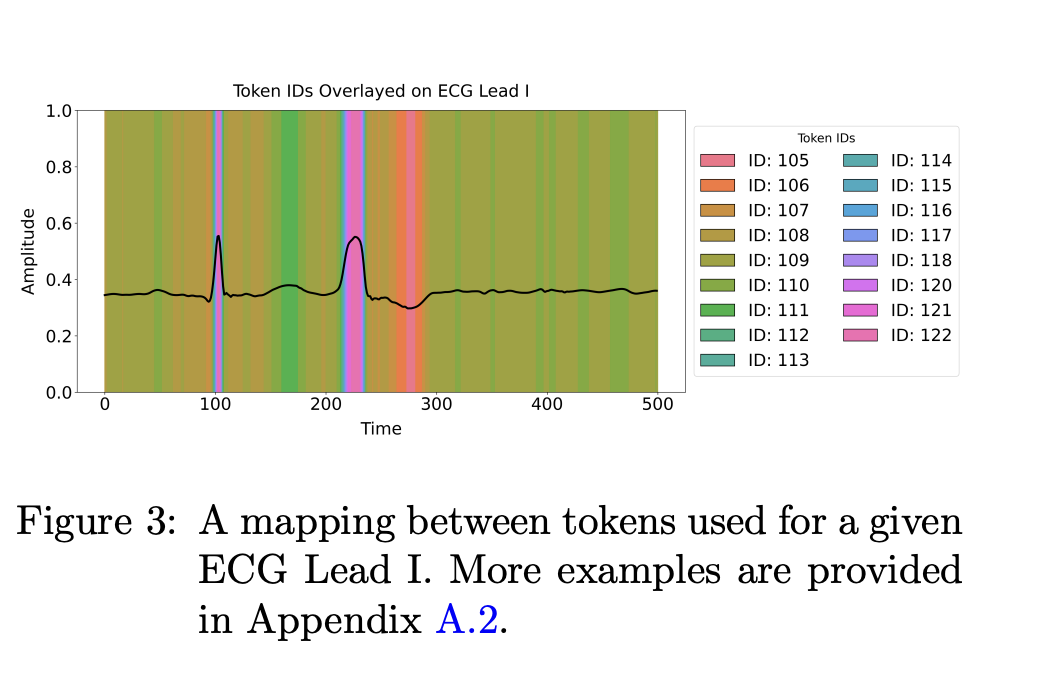 Token IDs Overlayed on ECG Lead I
1.0
0.8
0.6
0.4
0.2
0.0
Amplitude
0 100 200 300 400 500
Time
Token IDs
ID: 105
ID: 106
ID: 107
ID: 108
ID: 109
ID: 110
ID: 111
ID: 112
ID: 113
ID: 114
ID: 115
ID: 116
ID: 117
ID: 118
ID: 120
ID: 121
ID: 122
Figure 3: A mapping between tokens used for a given
ECG Lead I. More examples are provided
in Appendix A.2.